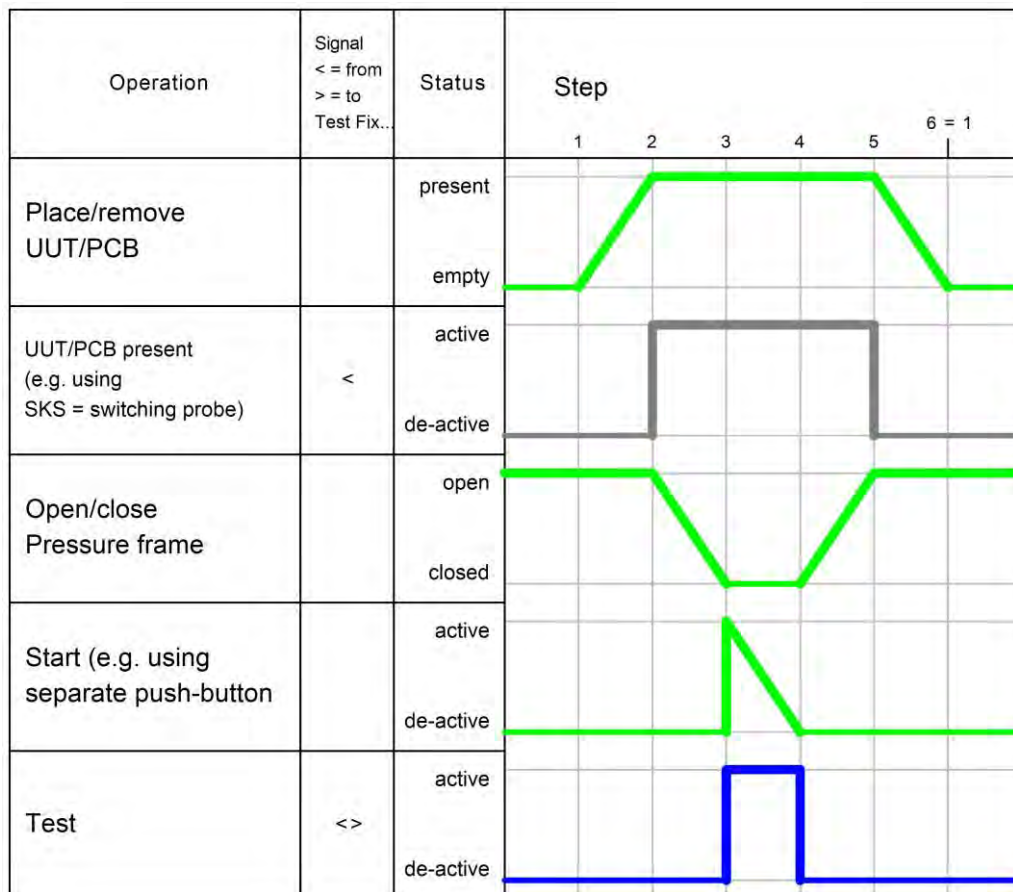 Operation
Signal
< = from
> = to
Test Fix...
Status
Step
1 2 3 4 5 6 = 1
Place/remove
UUT/PCB
present
empty
UUT/PCB present
(e.g. using
SKS = switching probe)
<
active
de-active
Open/close
Pressure frame
open
closed
Start (e.g. using
separate push-button
active
de-active
Test
<>
active
de-active